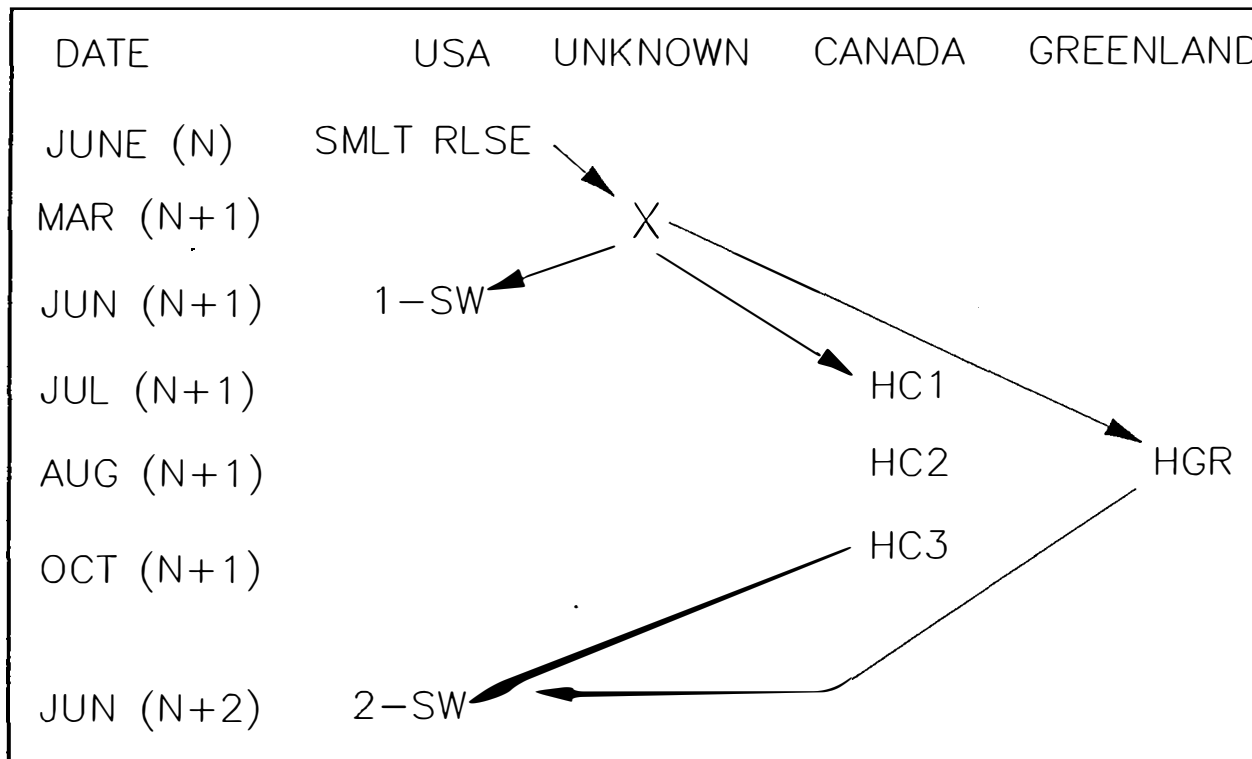 DATE USA UNKNOWN CANADA GREENLAND
JUNE (N) SMLT RLSE
MAR (N+1) X
JUN (N+1) 1-SW
JUL (N+1) HC1
AUG (N+1) HC2 HGR
OCT (N+1) HC3
JUN (N+2) 2-SW